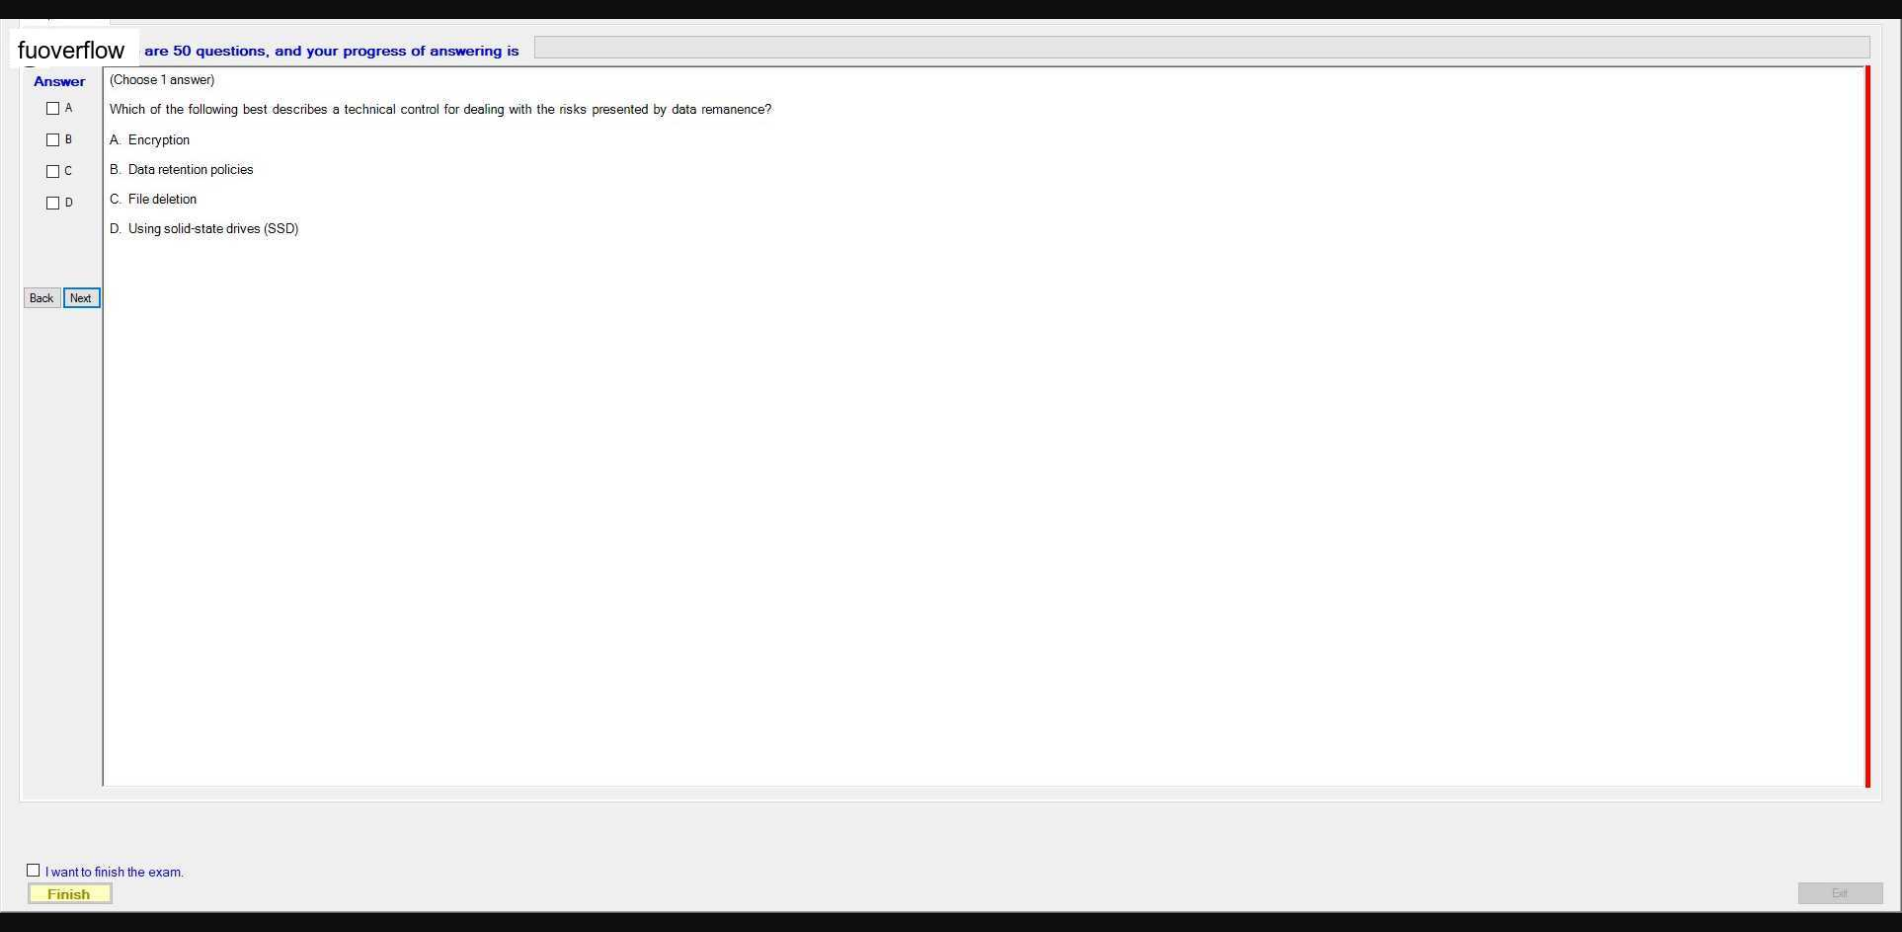 fuoverflow are 50 questions, and your progress of answering is
Answer
(Choose 1 answer)
A
Which of the following best describes a technical control for dealing with the risks presented by data remanence?
B
A. Encryption
C
B. Data retention policies
D
C. File deletion
D. Using solid-state drives (SSD)
Back Next
I want to finish the exam.
Finish
Exit